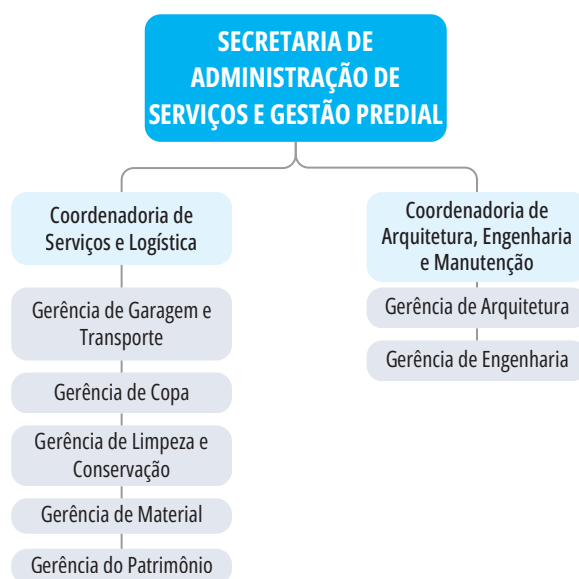 SECRETARIA DE
ADMINISTRAÇÃO DE
SERVIÇOS E GESTÃO PREDIAL
Coordenadoria de
Serviços e Logística
Gerência de Garagem e
Transporte
Gerência de Copa
Gerência de Limpeza e
Conservação
Gerência de Material
Gerência do Patrimônio
Coordenadoria de
Arquitetura, Engenharia
e Manutenção
Gerência de Arquitetura
Gerência de Engenharia